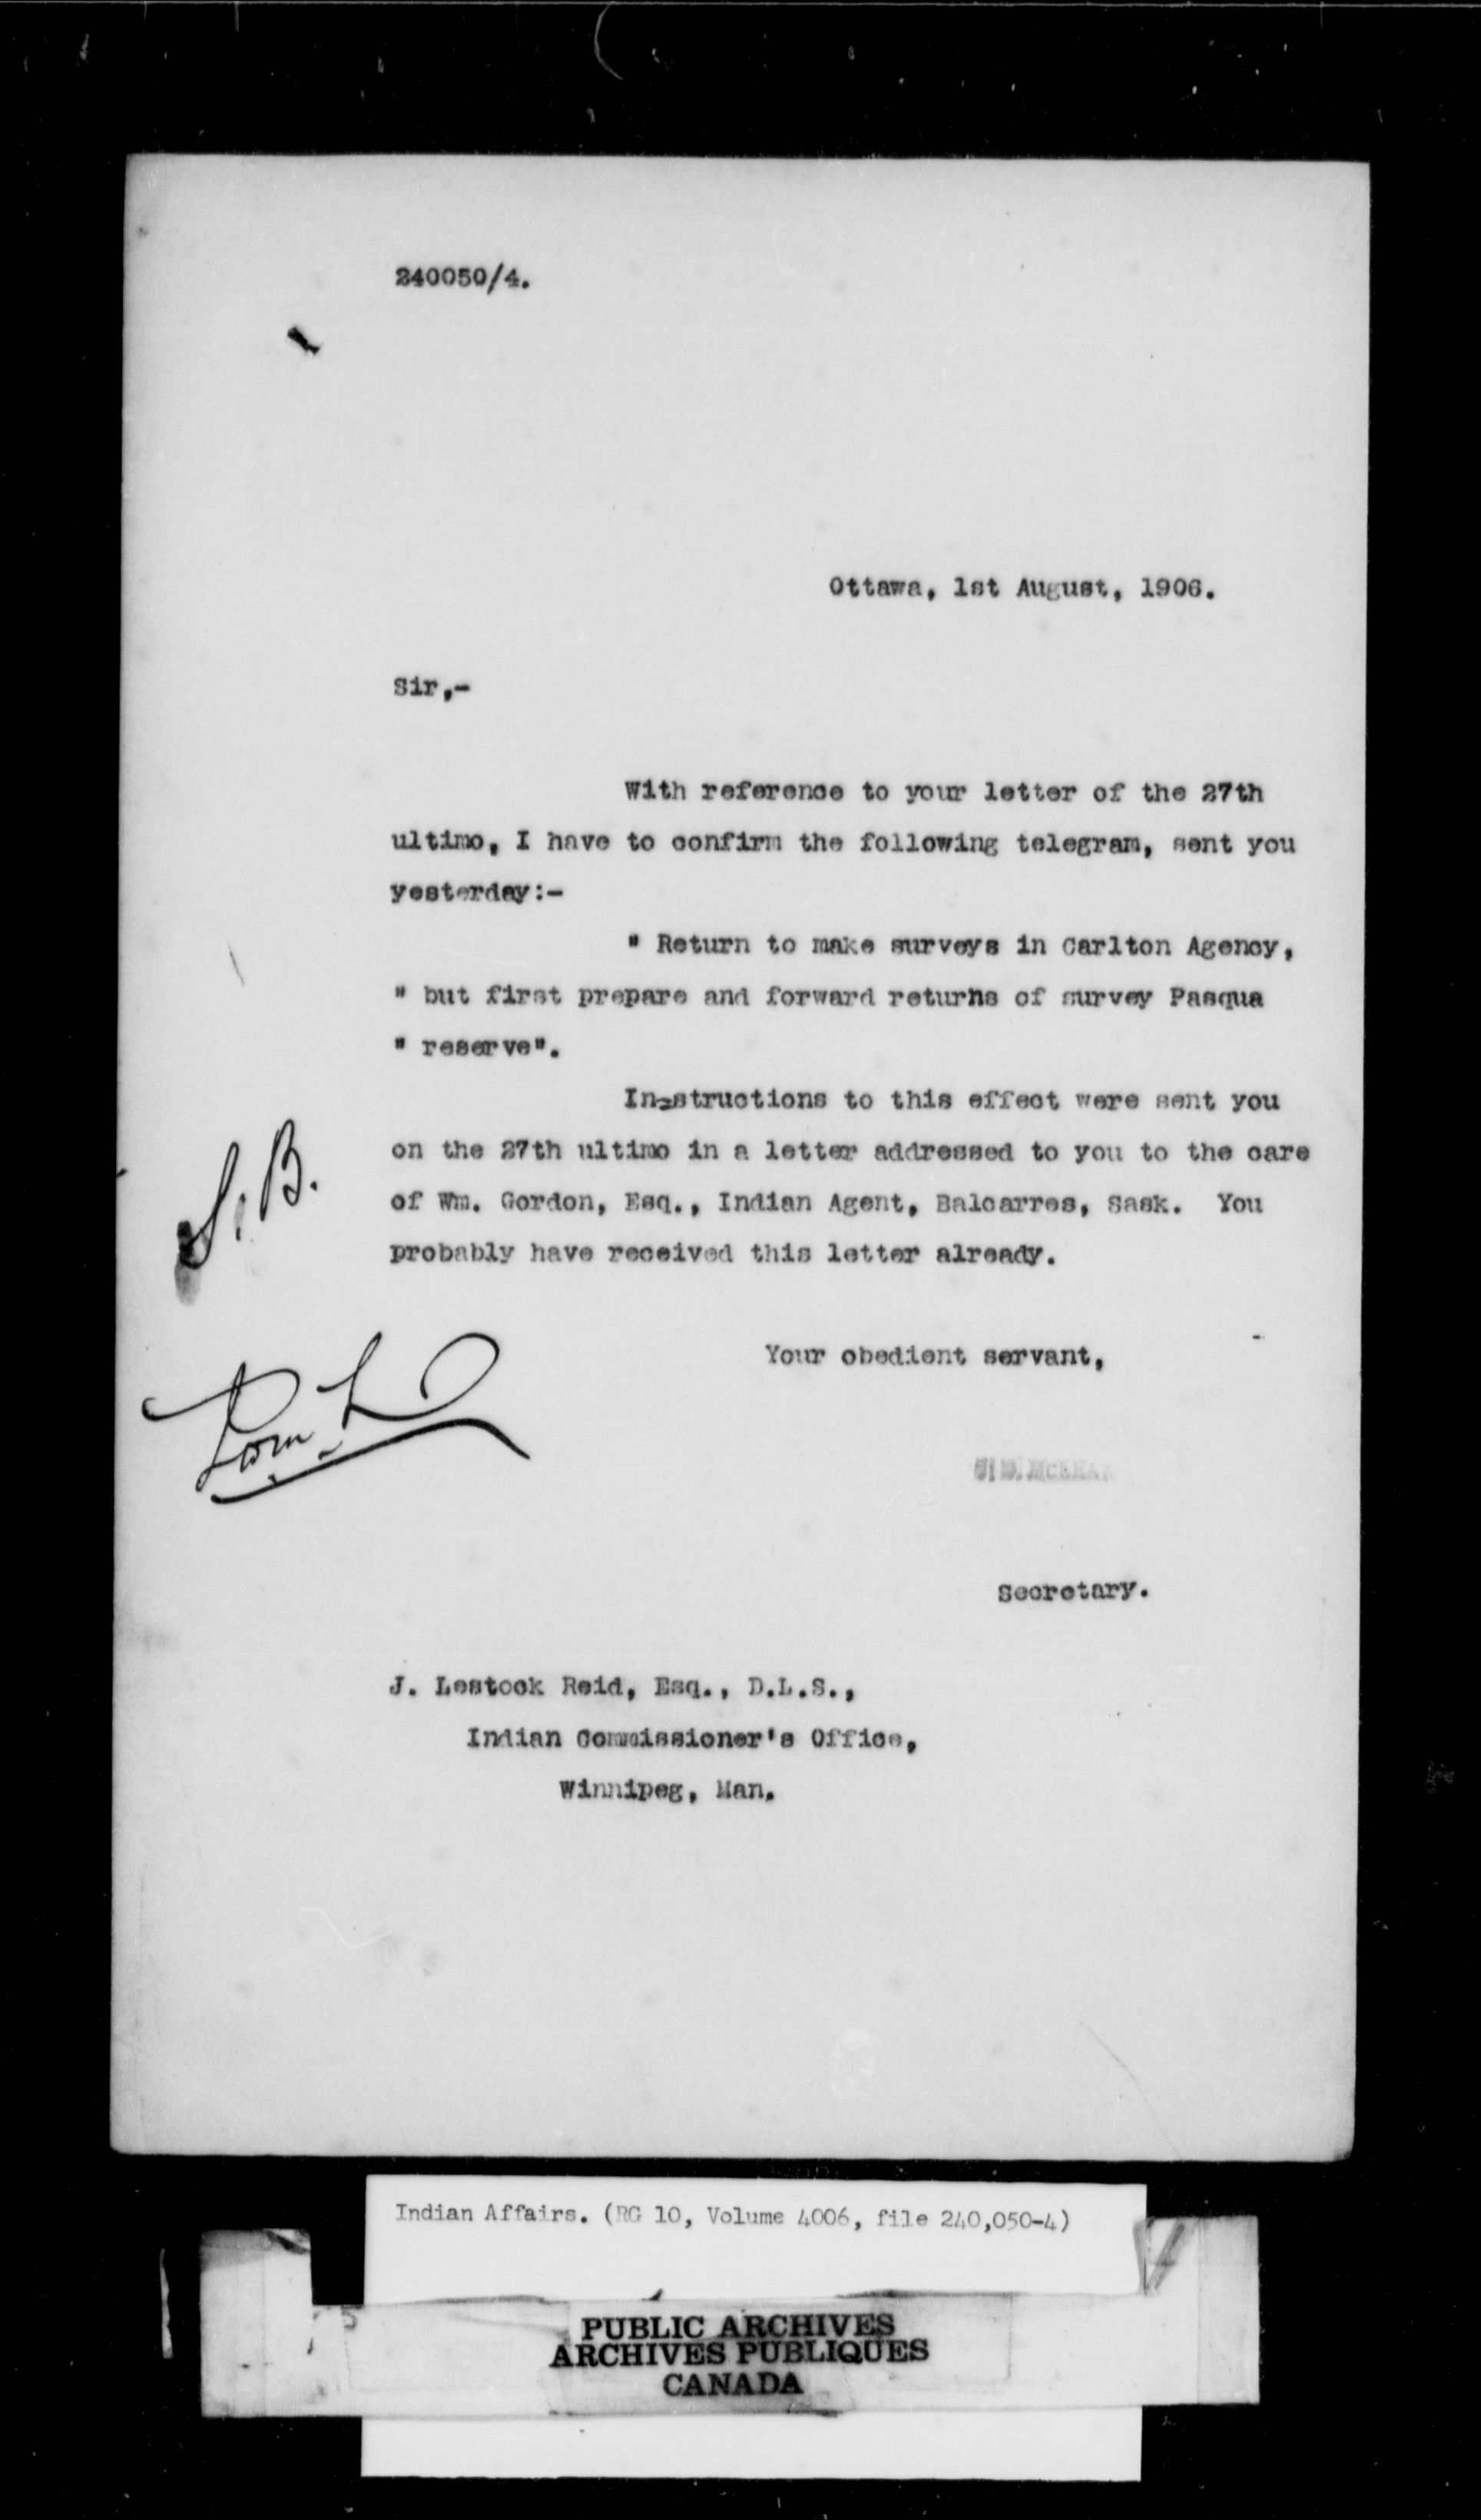 240050/4.
Ottawa, 1st August, 1906.
Sir,-
With reference to your letter of the 27th
ultimo, I have to confirm the following telegram, sent you
yesterday:-
" Return to make surveys in Carlton Agency,
" but first prepare and forward returns of survey Pasqua
" reserve".
In-structions to this effect were sent you
on the 27th ultimo in a letter addressed to you to the care
of Wm. Gordon, Esq., Indian Agent, Balcarres, Sask. You
probably have received this letter already.
S.B.
Your obedient servant,
J.D. McLEAN
Secretary.
J. Lestock Reid, Esq., D.L.S.,
Indian Commissioner's Office,
Winnipeg, Man.
Indian Affairs. (RG 10, Volume 4006, file 240,050-4)
PUBLIC ARCHIVES
ARCHIVES PUBLIQUES
CANADA